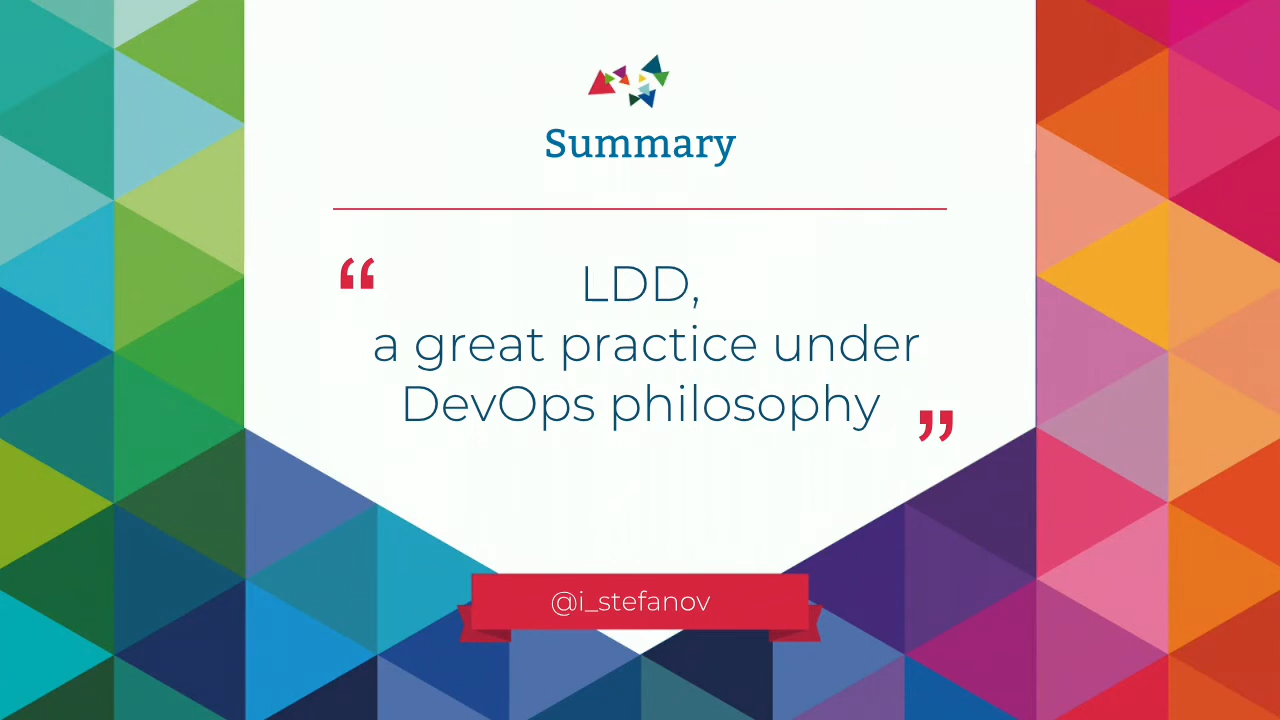 Summary
“ LDD,
a great practice under
DevOps philosophy ”
@i_stefanov